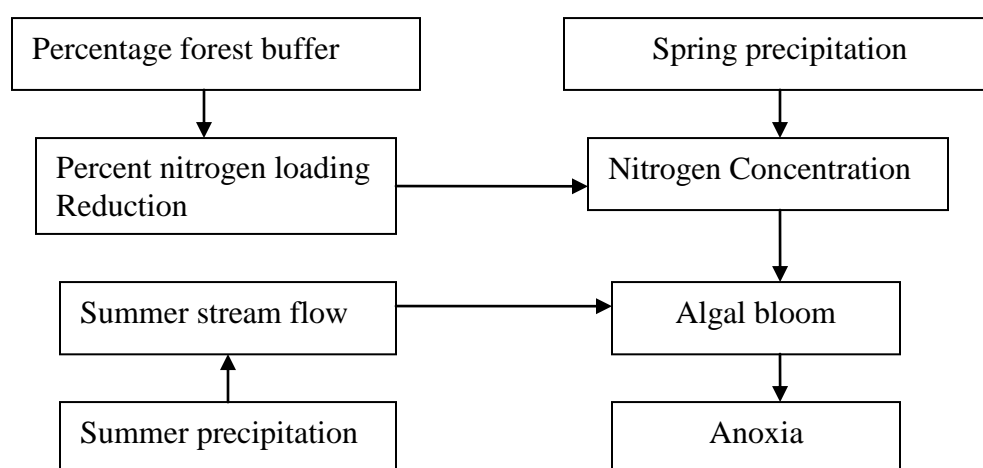 Percentage forest buffer
Spring precipitation
Percent nitrogen loading
Reduction
Nitrogen Concentration
Summer stream flow
Algal bloom
Summer precipitation
Anoxia